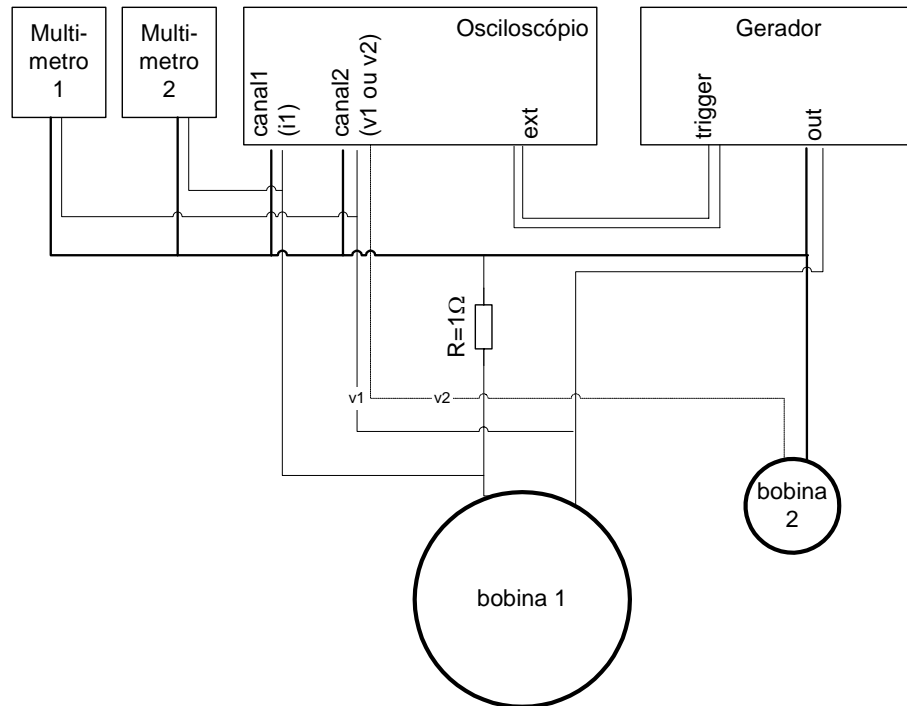 Multi-
metro
1
Multi-
metro
2
Osciloscópio
canal1
(i1)
canal2
(v1 ou v2)
ext
Gerador
trigger
out
R=1Ω
v1
v2
bobina
2
bobina 1